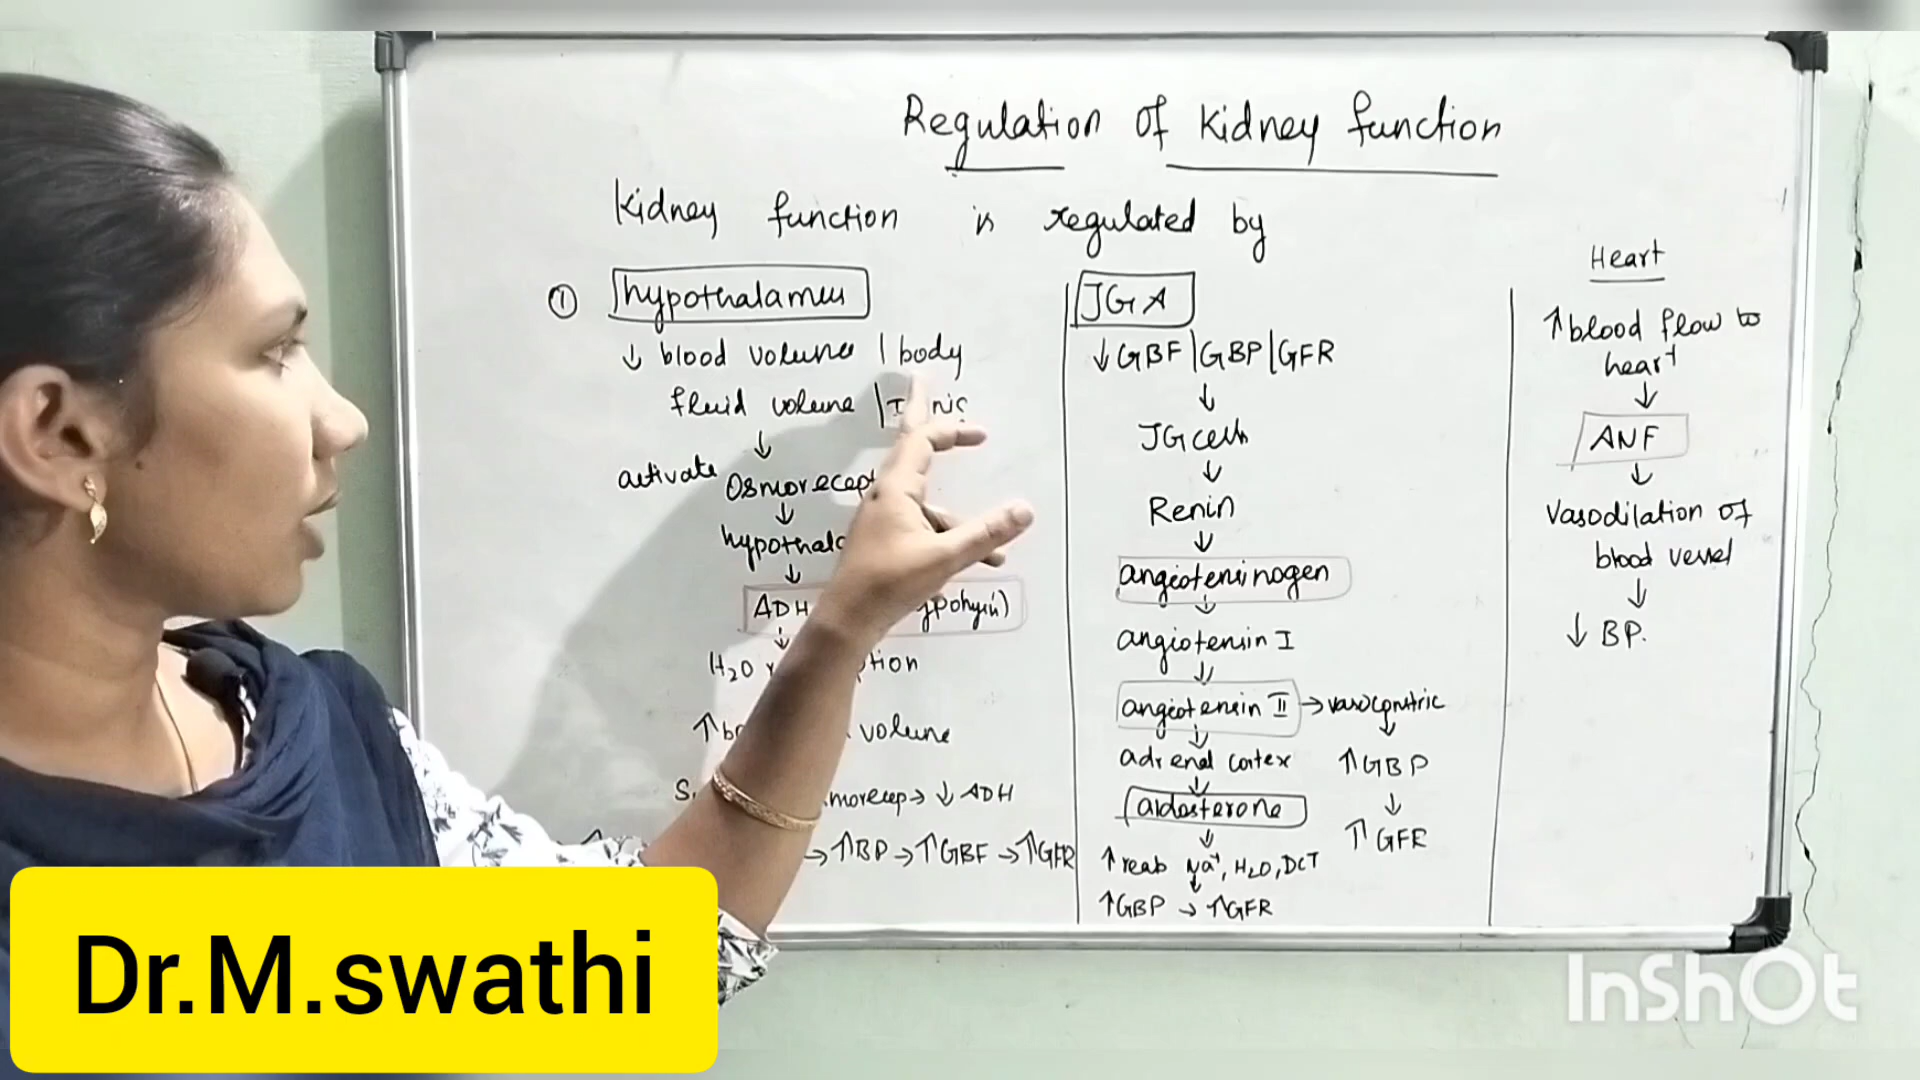 Regulation Of Kidney function
Kidney function is regulated by
① hypothalamus
↓ blood volume | body
fluid volume |
↓
activate
↓
↓
ADH
↓
H₂O
volume
→ ↓ ADH
→ ↑BP → ↑GBF → ↑GFR
JGA
↓ GBF|GBP|GFR
↓
JG cells
↓
Renin
↓
angiotensinogen
↓
angiotensin I
↓
angiotensin II → vasoconstric
↓ ↓
adrenal cortex ↑GBP
↓ ↓
aldosterone ↑GFR
↓
↑reab Na⁺, H₂O, DCT
↓
↑GBP → ↑GFR
Heart
↑blood flow to
heart
↓
ANF
↓
Vasodilation Of
blood vessel
↓
↓ BP.
Dr.M.swathi
InShOt